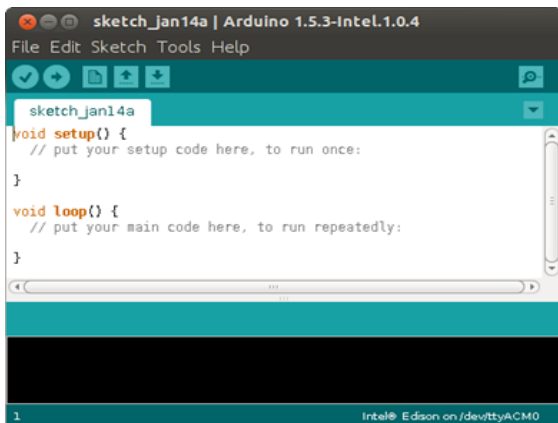 sketch_jan14a | Arduino 1.5.3-Intel.1.0.4
File Edit Sketch Tools Help
sketch_jan14a
void setup() {
  // put your setup code here, to run once:
}
void loop() {
  // put your main code here, to run repeatedly:
}
1 Intel® Edison on /dev/ttyACM0